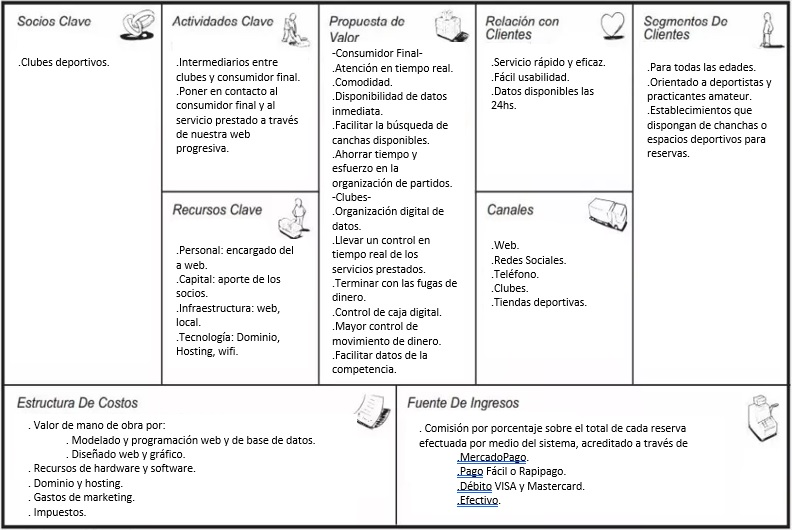 Socios Clave
.Clubes deportivos.
Actividades Clave
.Intermediarios entre
clubes y consumidor final.
.Poner en contacto al
consumidor final y al
servicio prestado a través
de nuestra web
progresiva.
Recursos Clave
.Personal: encargado del
a web.
.Capital: aporte de los
socios.
.Infraestructura: web,
local.
.Tecnología: Dominio,
Hosting, wifi.
Propuesta de
Valor
-Consumidor Final-
.Atención en tiempo real.
.Comodidad.
.Disponibilidad de datos
inmediata.
.Facilitar la búsqueda de
canchas disponibles.
.Ahorrar tiempo y
esfuerzo en la
organización de partidos.
-Clubes-
.Organización digital de
datos.
.Llevar un control en
tiempo real de los
servicios prestados.
.Terminar con las fugas de
dinero.
.Control de caja digital.
.Mayor control de
movimiento de dinero.
.Facilitar datos de la
competencia.
Relación con
Clientes
.Servicio rápido y eficaz.
.Fácil usabilidad.
.Datos disponibles las
24hs.
Canales
.Web.
.Redes Sociales.
.Teléfono.
.Clubes.
.Tiendas deportivas.
Segmentos De
Clientes
.Para todas las edades.
.Orientado a deportistas y
practicantes amateur.
.Establecimientos que
dispongan de chanchas o
espacios deportivos para
reservas.
Estructura De Costos
. Valor de mano de obra por:
. Modelado y programación web y de base de datos.
. Diseñado web y gráfico.
. Recursos de hardware y software.
. Dominio y hosting.
. Gastos de marketing.
. Impuestos.
Fuente De Ingresos
. Comisión por porcentaje sobre el total de cada reserva
efectuada por medio del sistema, acreditado a través de
.MercadoPago.
.Pago Fácil o Rapipago.
.Débito VISA y Mastercard.
.Efectivo.